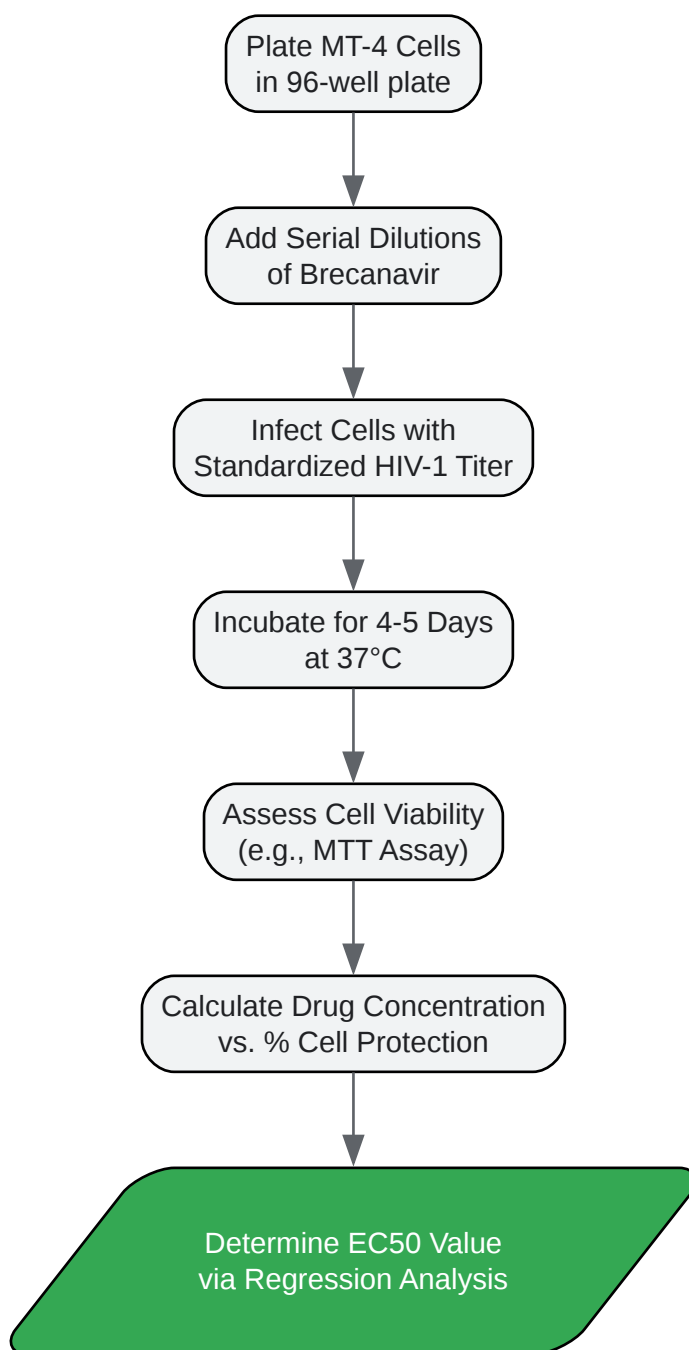 Plate MT-4 Cells
in 96-well plate
Add Serial Dilutions
of Brecanavir
Infect Cells with
Standardized HIV-1 Titer
Incubate for 4-5 Days
at 37°C
Assess Cell Viability
(e.g., MTT Assay)
Calculate Drug Concentration
vs. % Cell Protection
Determine EC50 Value
via Regression Analysis